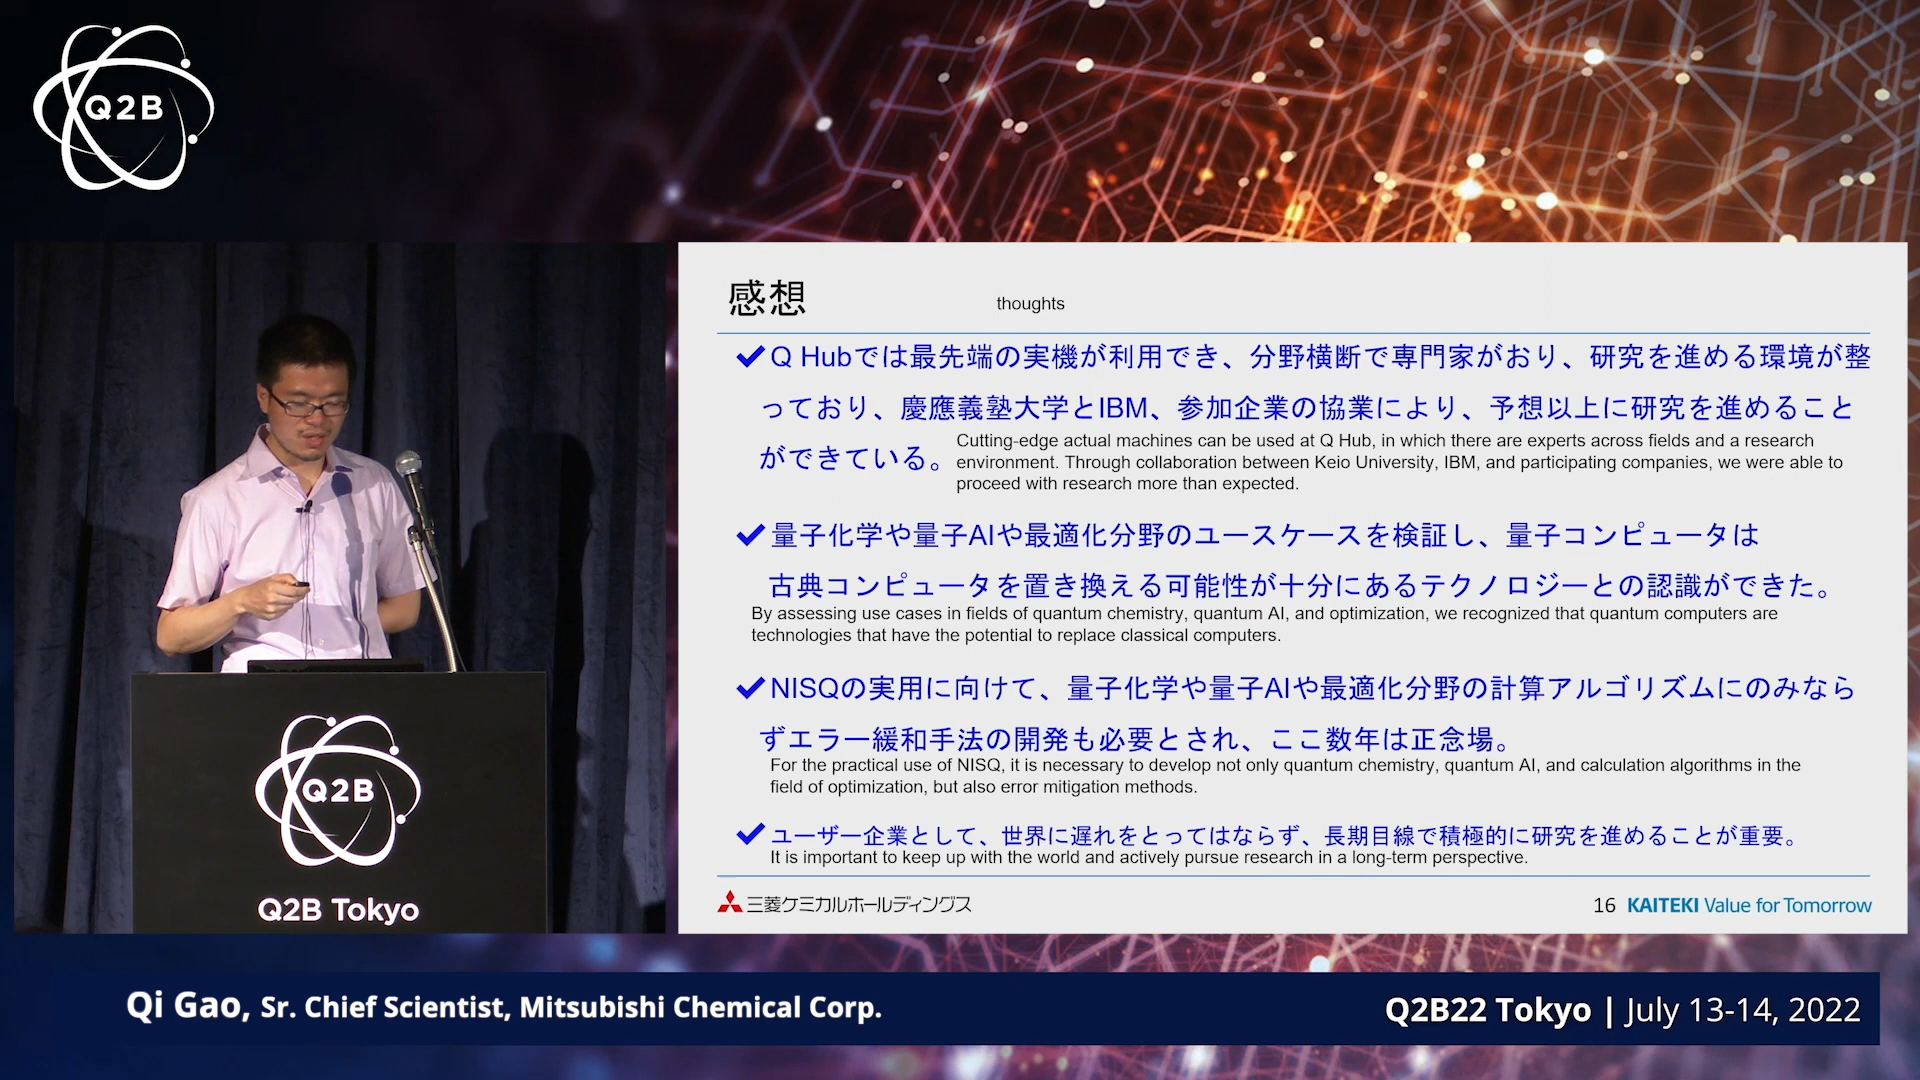 Q2B
感想
thoughts
Q Hubでは最先端の実機が利用でき、分野横断で専門家がおり、研究を進める環境が整
っており、慶應義塾大学とIBM、参加企業の協業により、予想以上に研究を進めること
ができている。
Cutting-edge actual machines can be used at Q Hub, in which there are experts across fields and a research
environment. Through collaboration between Keio University, IBM, and participating companies, we were able to
proceed with research more than expected.
量子化学や量子AIや最適化分野のユースケースを検証し、量子コンピュータは
古典コンピュータを置き換える可能性が十分にあるテクノロジーとの認識ができた。
By assessing use cases in fields of quantum chemistry, quantum AI, and optimization, we recognized that quantum computers are
technologies that have the potential to replace classical computers.
NISQの実用に向けて、量子化学や量子AIや最適化分野の計算アルゴリズムにのみなら
ずエラー緩和手法の開発も必要とされ、ここ数年は正念場。
For the practical use of NISQ, it is necessary to develop not only quantum chemistry, quantum AI, and calculation algorithms in the
field of optimization, but also error mitigation methods.
ユーザー企業として、世界に遅れをとってはならず、長期目線で積極的に研究を進めることが重要。
It is important to keep up with the world and actively pursue research in a long-term perspective.
三菱ケミカルホールディングス
16 KAITEKI Value for Tomorrow
Q2B
Q2B Tokyo
Qi Gao, Sr. Chief Scientist, Mitsubishi Chemical Corp.
Q2B22 Tokyo | July 13-14, 2022